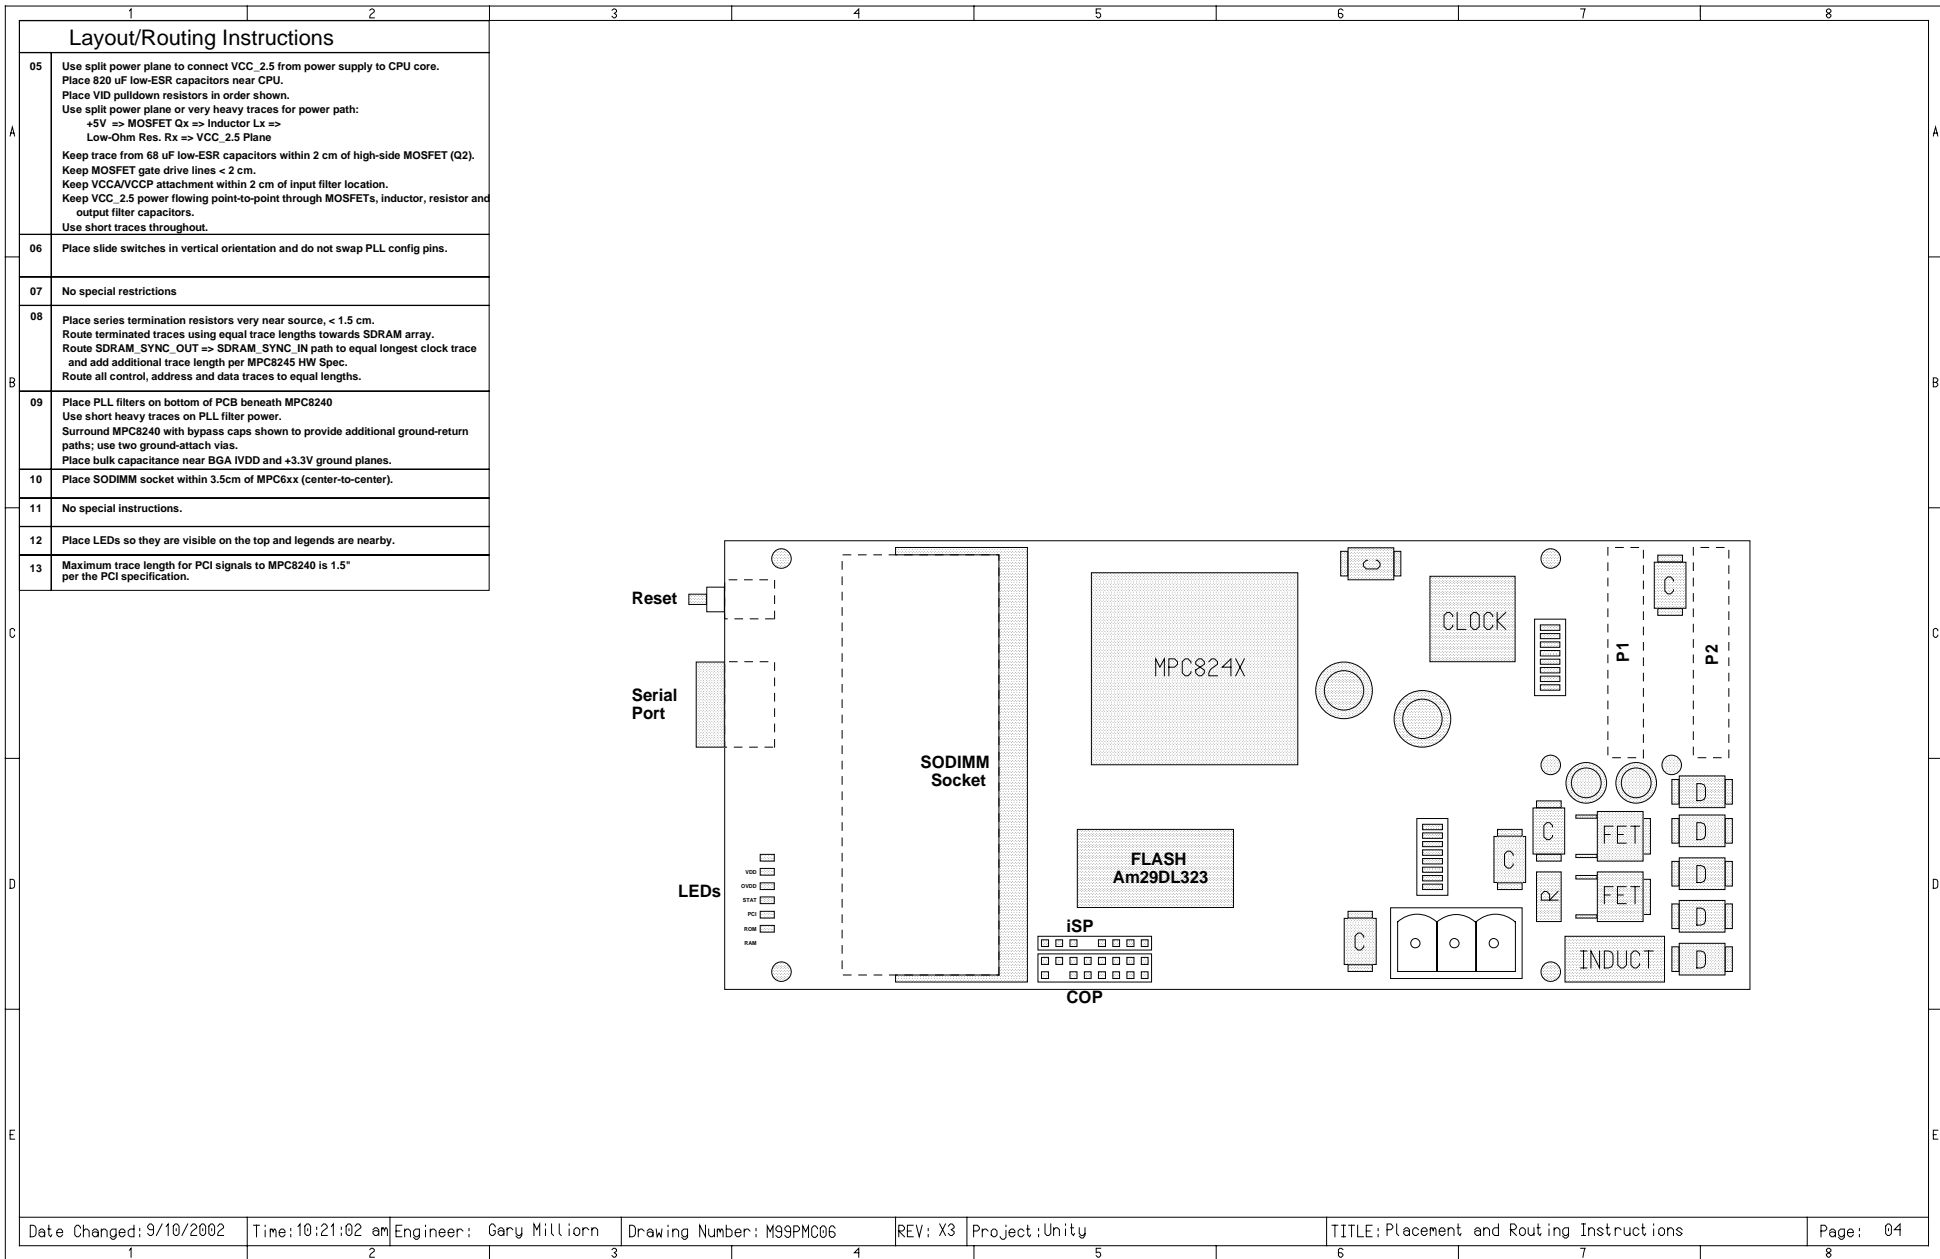 1 2 3 4 5 6 7 8
Layout/Routing Instructions
05
Use split power plane to connect VCC_2.5 from power supply to CPU core.
Place 820 uF low-ESR capacitors near CPU.
Place VID pulldown resistors in order shown.
Use split power plane or very heavy traces for power path:
+5V => MOSFET Qx => Inductor Lx =>
Low-Ohm Res. Rx => VCC_2.5 Plane
Keep trace from 68 uF low-ESR capacitors within 2 cm of high-side MOSFET (Q2).
Keep MOSFET gate drive lines < 2 cm.
Keep VCCA/VCCP attachment within 2 cm of input filter location.
Keep VCC_2.5 power flowing point-to-point through MOSFETs, inductor, resistor and
output filter capacitors.
Use short traces throughout.
06 Place slide switches in vertical orientation and do not swap PLL config pins.
07 No special restrictions
08
Place series termination resistors very near source, < 1.5 cm.
Route terminated traces using equal trace lengths towards SDRAM array.
Route SDRAM_SYNC_OUT => SDRAM_SYNC_IN path to equal longest clock trace
and add additional trace length per MPC8245 HW Spec.
Route all control, address and data traces to equal lengths.
09 Place PLL filters on bottom of PCB beneath MPC8240
Use short heavy traces on PLL filter power.
Surround MPC8240 with bypass caps shown to provide additional ground-return
paths; use two ground-attach vias.
Place bulk capacitance near BGA IVDD and +3.3V ground planes.
10 Place SODIMM socket within 3.5cm of MPC6xx (center-to-center).
11 No special instructions.
12 Place LEDs so they are visible on the top and legends are nearby.
13 Maximum trace length for PCI signals to MPC8240 is 1.5"
per the PCI specification.
A A
B B
C C
D D
E E
Reset
Serial
Port
LEDs
VDD
OVDD
STAT
PCI
ROM
RAM
SODIMM
Socket
MPC824X
FLASH
Am29DL323
iSP
COP
C
CLOCK
C
P1
P2
D
C
FET
D
C
D
R
FET
D
C
INDUCT
D
Date Changed: 9/10/2002 Time: 10:21:02 am Engineer: Gary Milliorn Drawing Number: M99PMC06 REV: X3 Project: Unity TITLE: Placement and Routing Instructions Page: 04
1 2 3 4 5 6 7 8